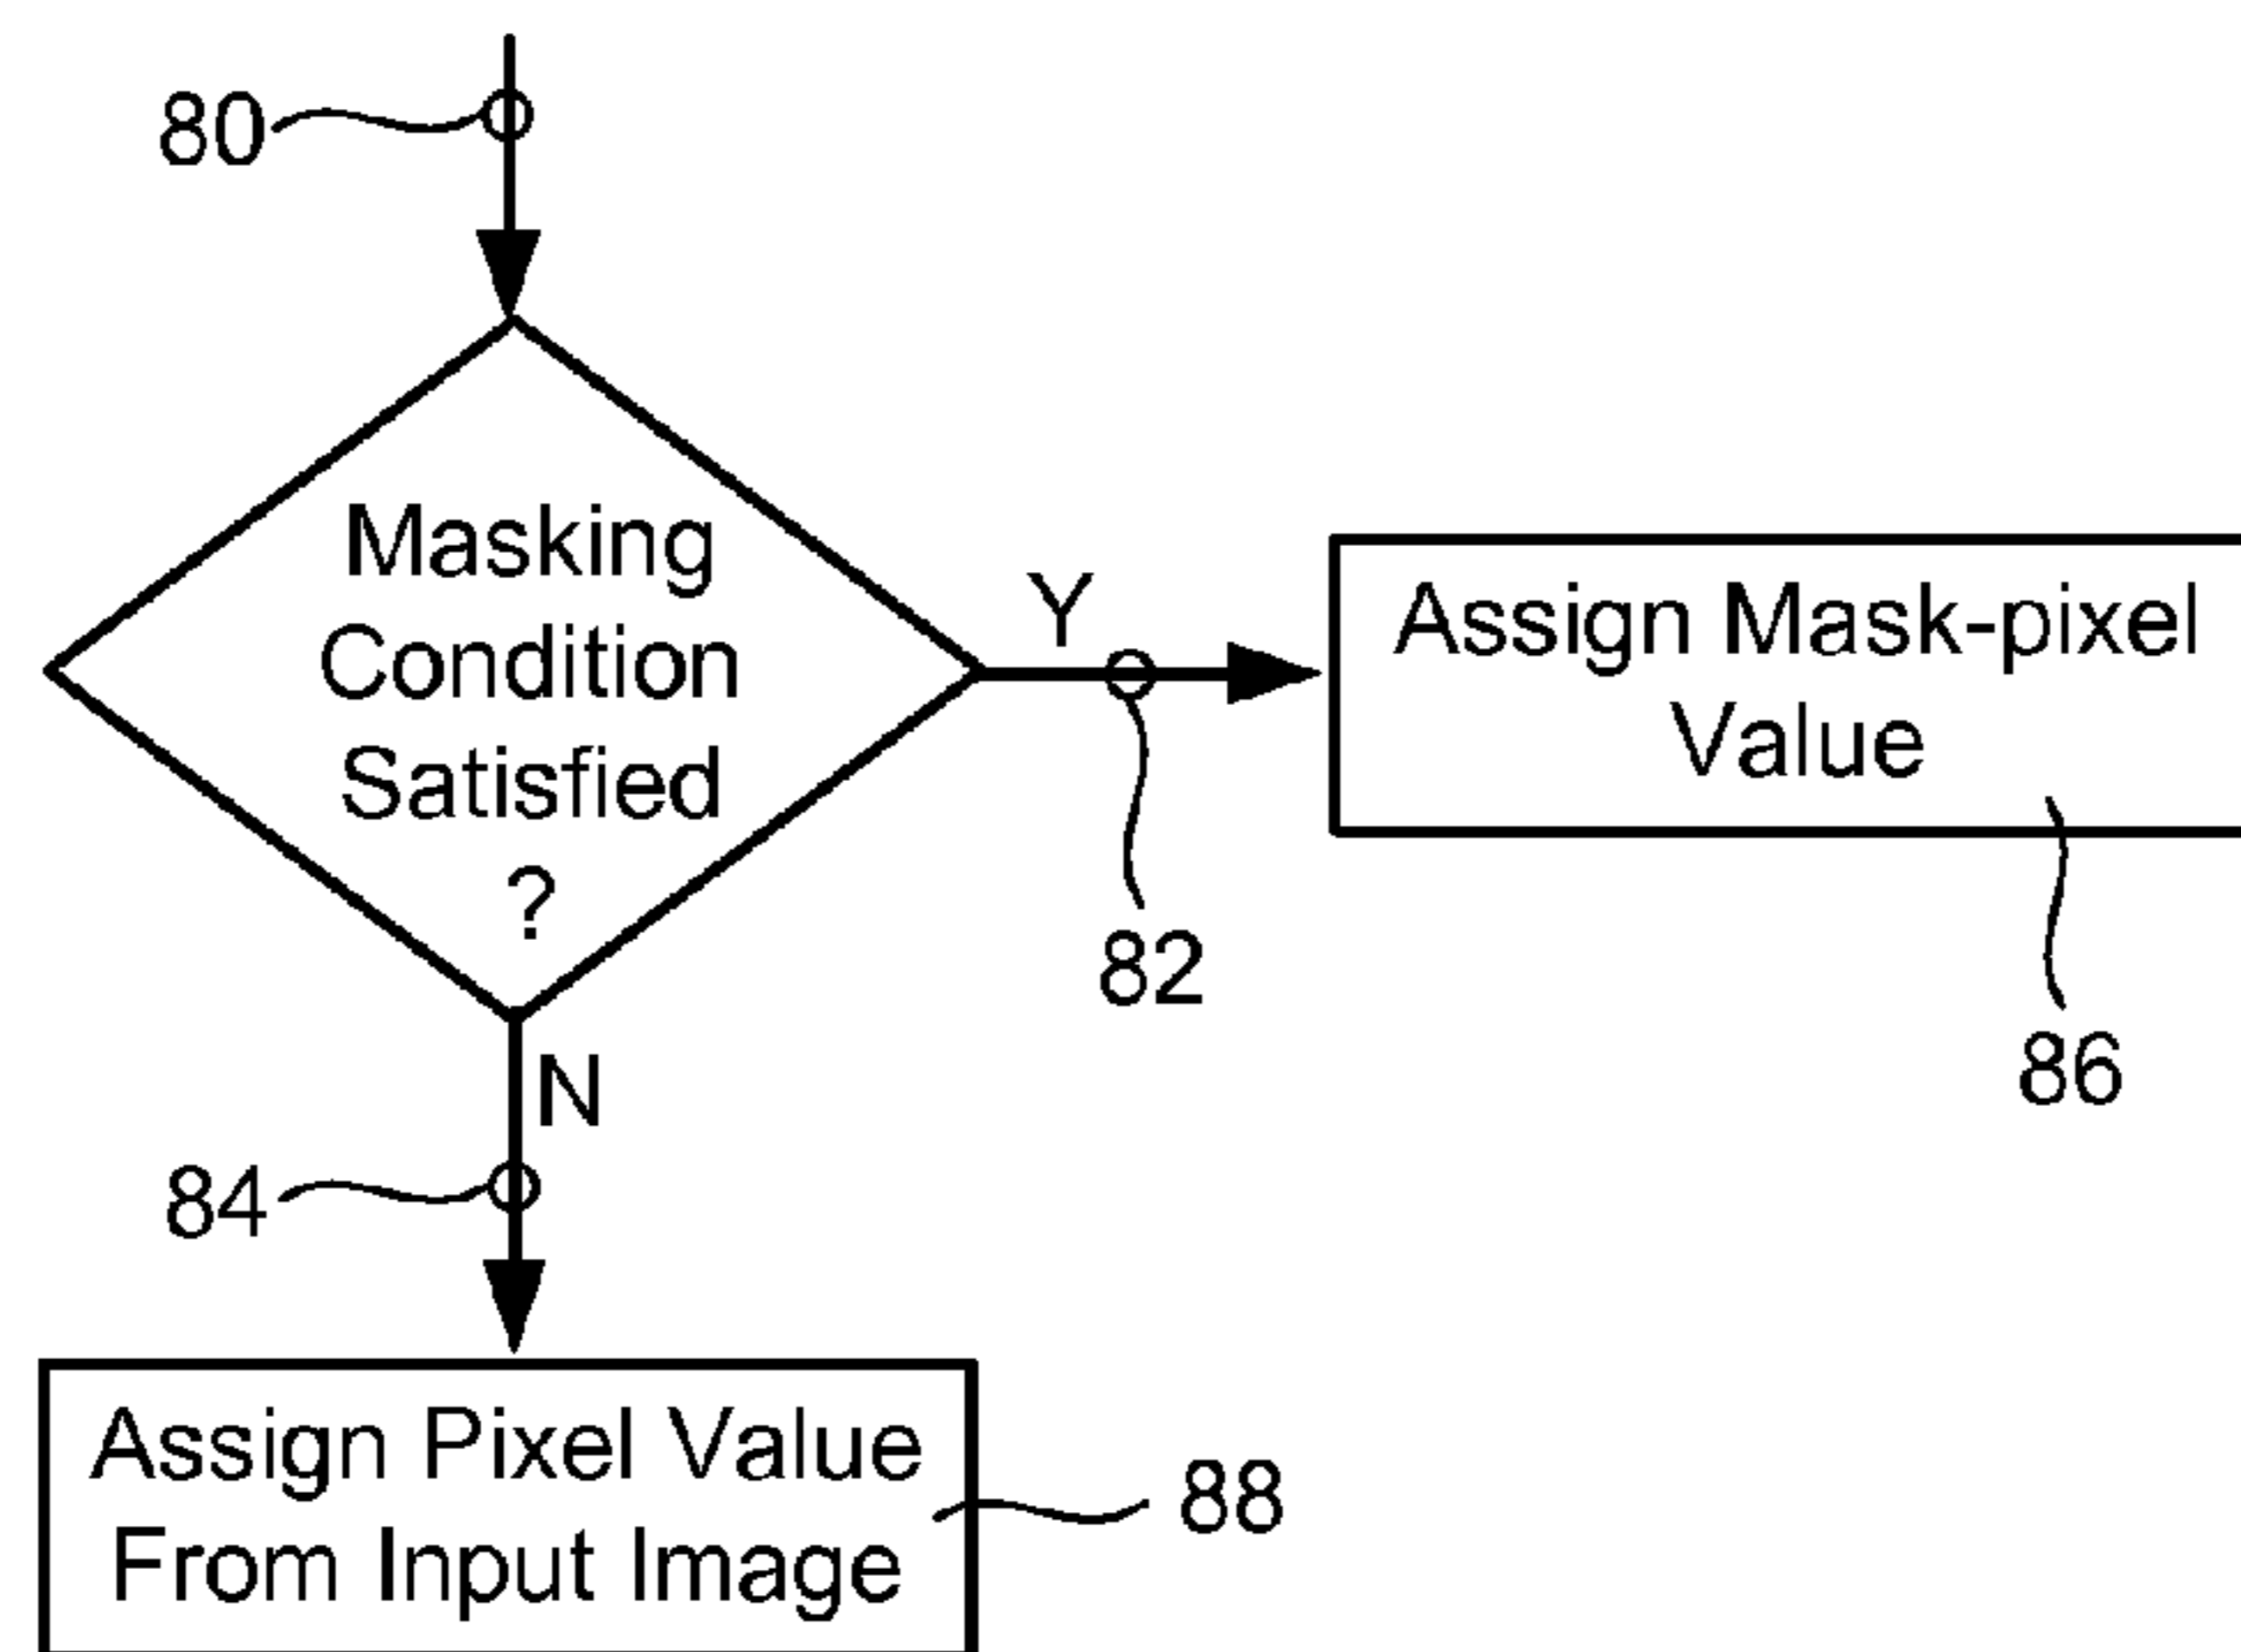 80
Masking
Condition
Satisfied
?
Y
82
Assign Mask-pixel
Value
86
N
84
Assign Pixel Value
From Input Image
88